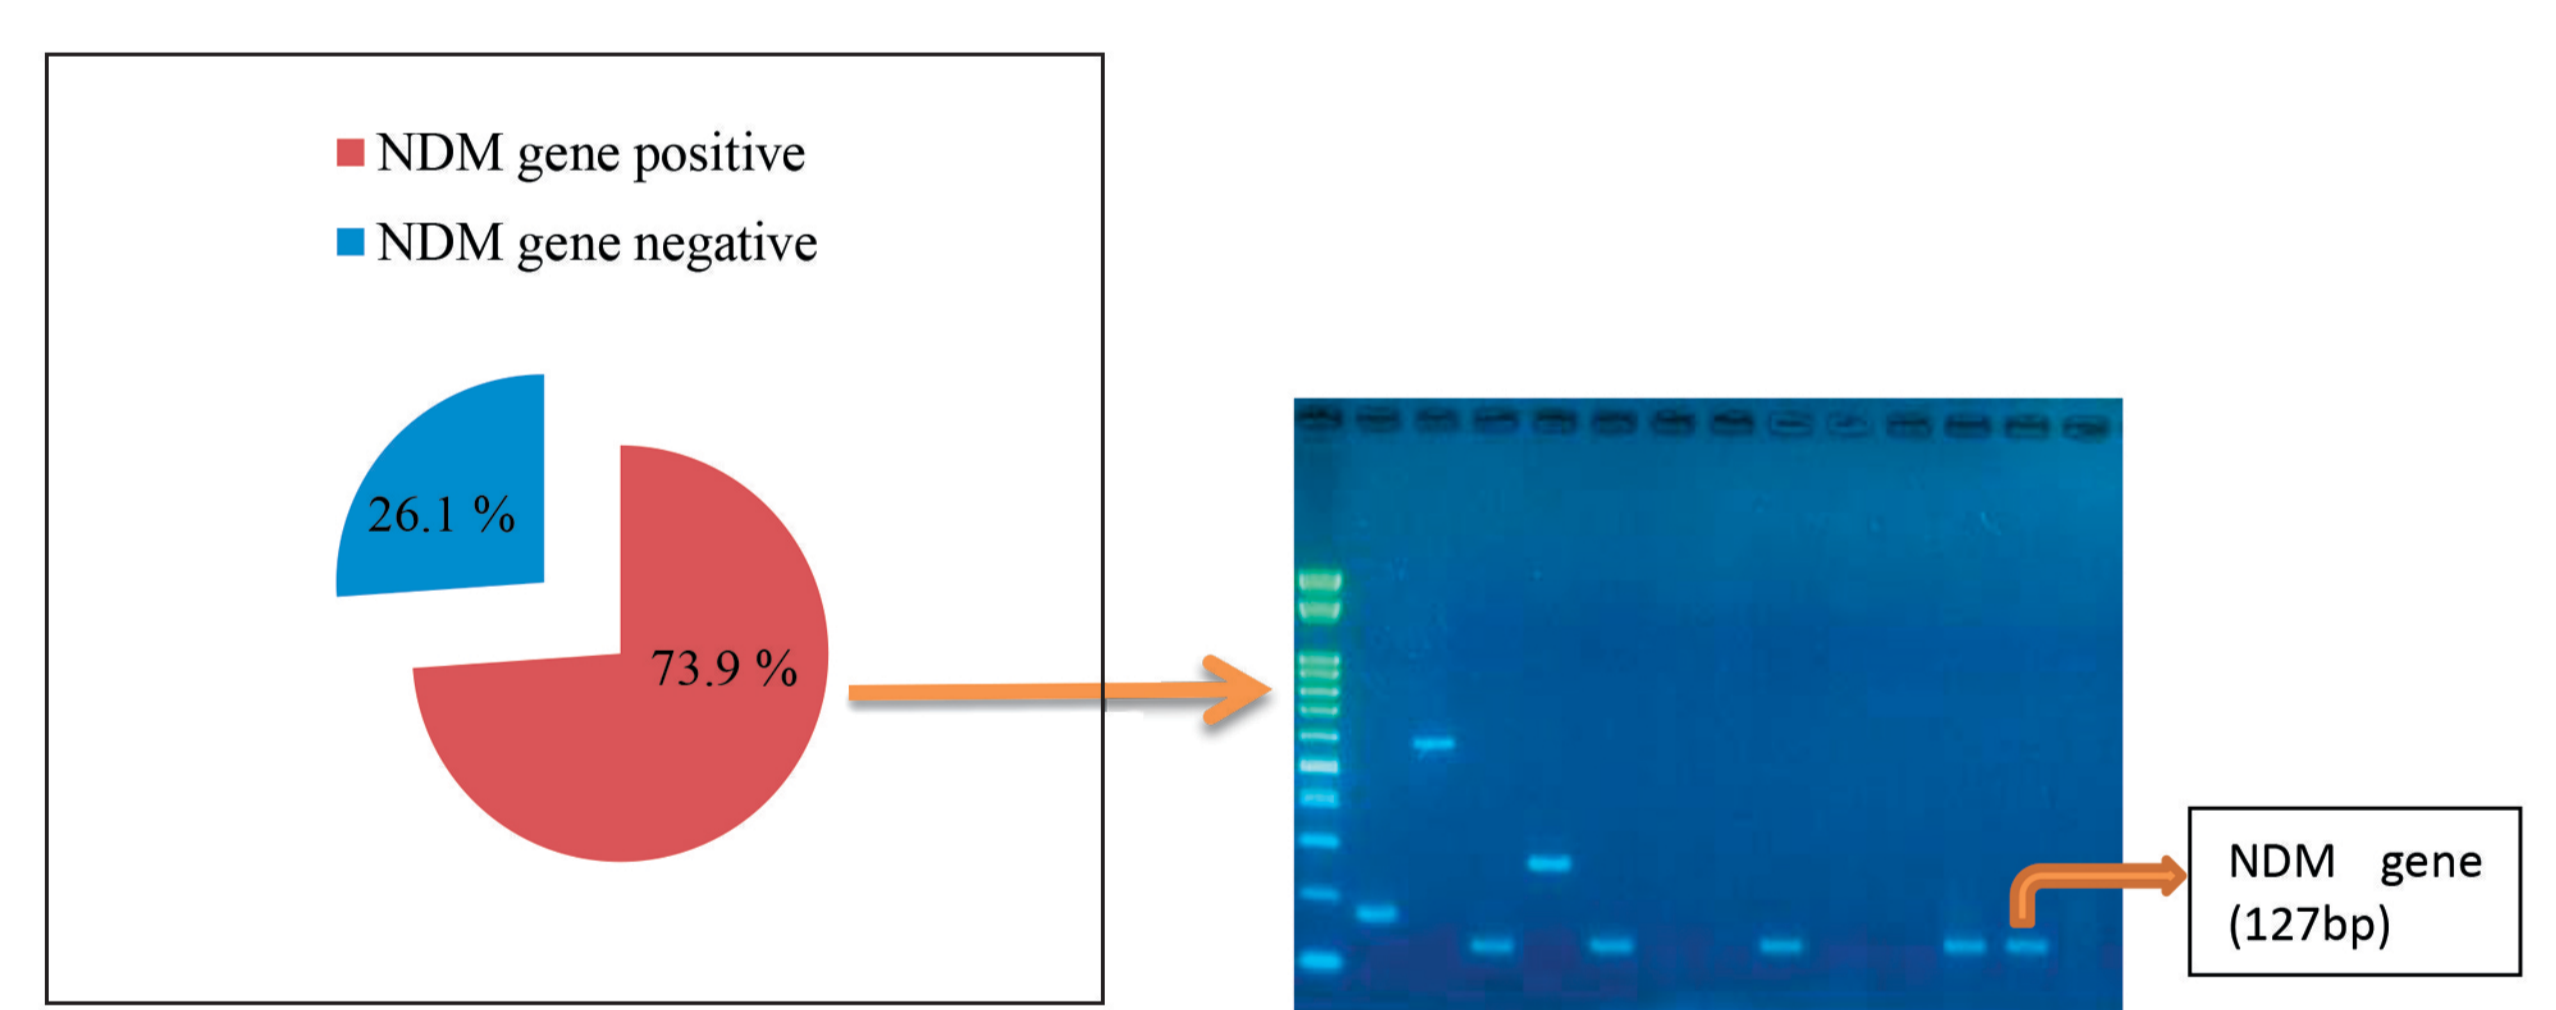 NDM gene positive
NDM gene negative
26.1 %
73.9 %
NDM gene
(127bp)